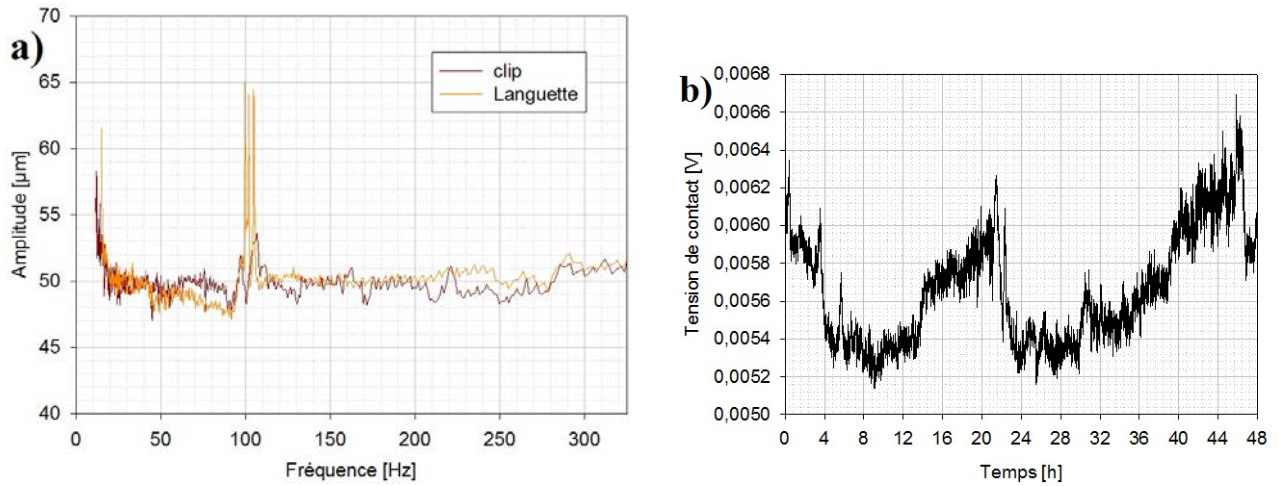 a)
70
65
60
55
50
45
40
Amplitude [µm]
clip
Languette
0 50 100 150 200 250 300
Fréquence [Hz]
b)
0,0068
0,0066
0,0064
0,0062
0,0060
0,0058
0,0056
0,0054
0,0052
0,0050
Tension de contact [V]
0 4 8 12 16 20 24 28 32 36 40 44 48
Temps [h]